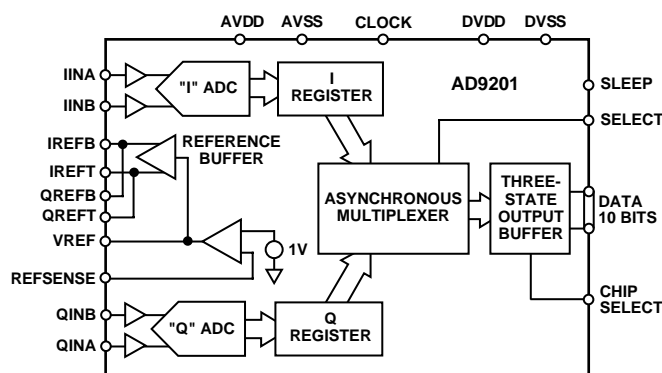 AVDD AVSS CLOCK DVDD DVSS
IINA
IINB
"I" ADC
I
REGISTER
AD9201
SLEEP
SELECT
IREFB
IREFT
QREFB
QREFT
VREF
REFSENSE
REFERENCE
BUFFER
1V
ASYNCHRONOUS
MULTIPLEXER
THREE-
STATE
OUTPUT
BUFFER
DATA
10 BITS
CHIP
SELECT
QINB
QINA
"Q" ADC
Q
REGISTER